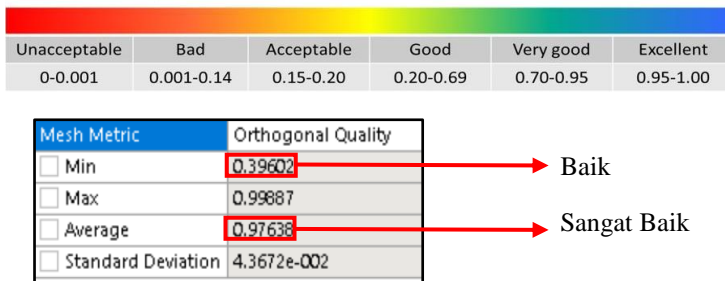 Unacceptable Bad Acceptable Good Very good Excellent
0-0.001 0.001-0.14 0.15-0.20 0.20-0.69 0.70-0.95 0.95-1.00
Mesh Metric Orthogonal Quality
Min 0.39602 Baik
Max 0.99887
Average 0.97638 Sangat Baik
Standard Deviation 4.3672e-002